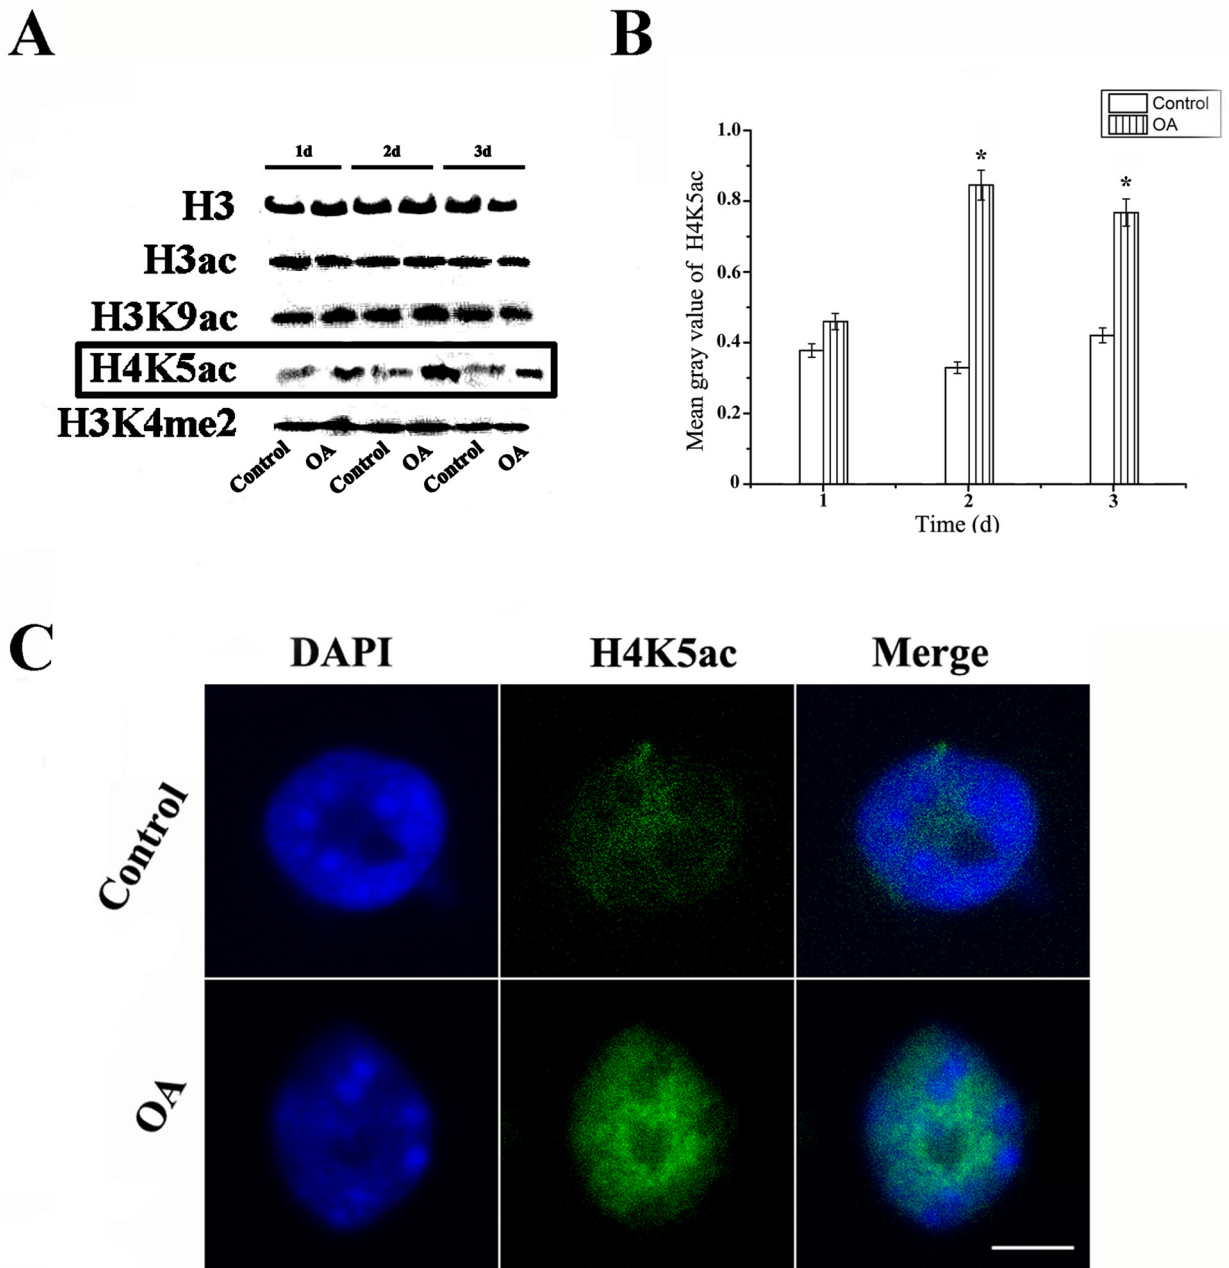 A
1d 2d 3d
H3
H3ac
H3K9ac
H4K5ac
H3K4me2
Control OA Control OA Control OA
B
Control
OA
Mean gray value of H4K5ac
1.0
0.8
0.6
0.4
0.2
0
1 2 3
Time (d)
* *
C
DAPI H4K5ac Merge
Control
OA